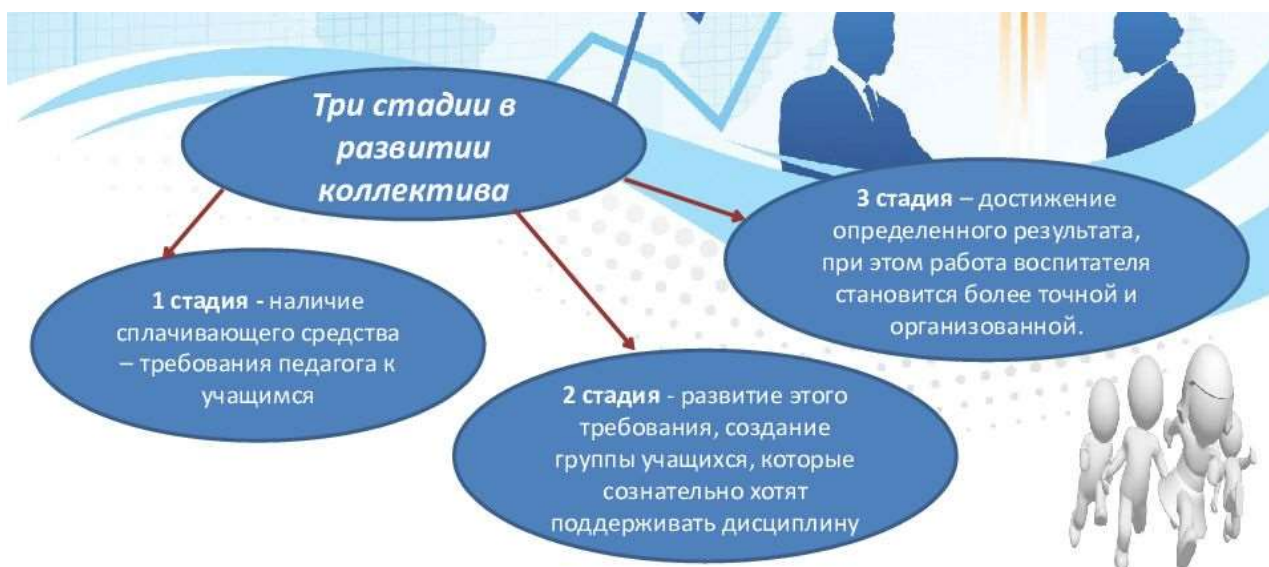 Три стадии в
развитии
коллектива
1 стадия - наличие
сплачивающего средства
– требования педагога к
учащимся
2 стадия - развитие этого
требования, создание
группы учащихся, которые
сознательно хотят
поддерживать дисциплину
3 стадия – достижение
определенного результата,
при этом работа воспитателя
становится более точной и
организованной.